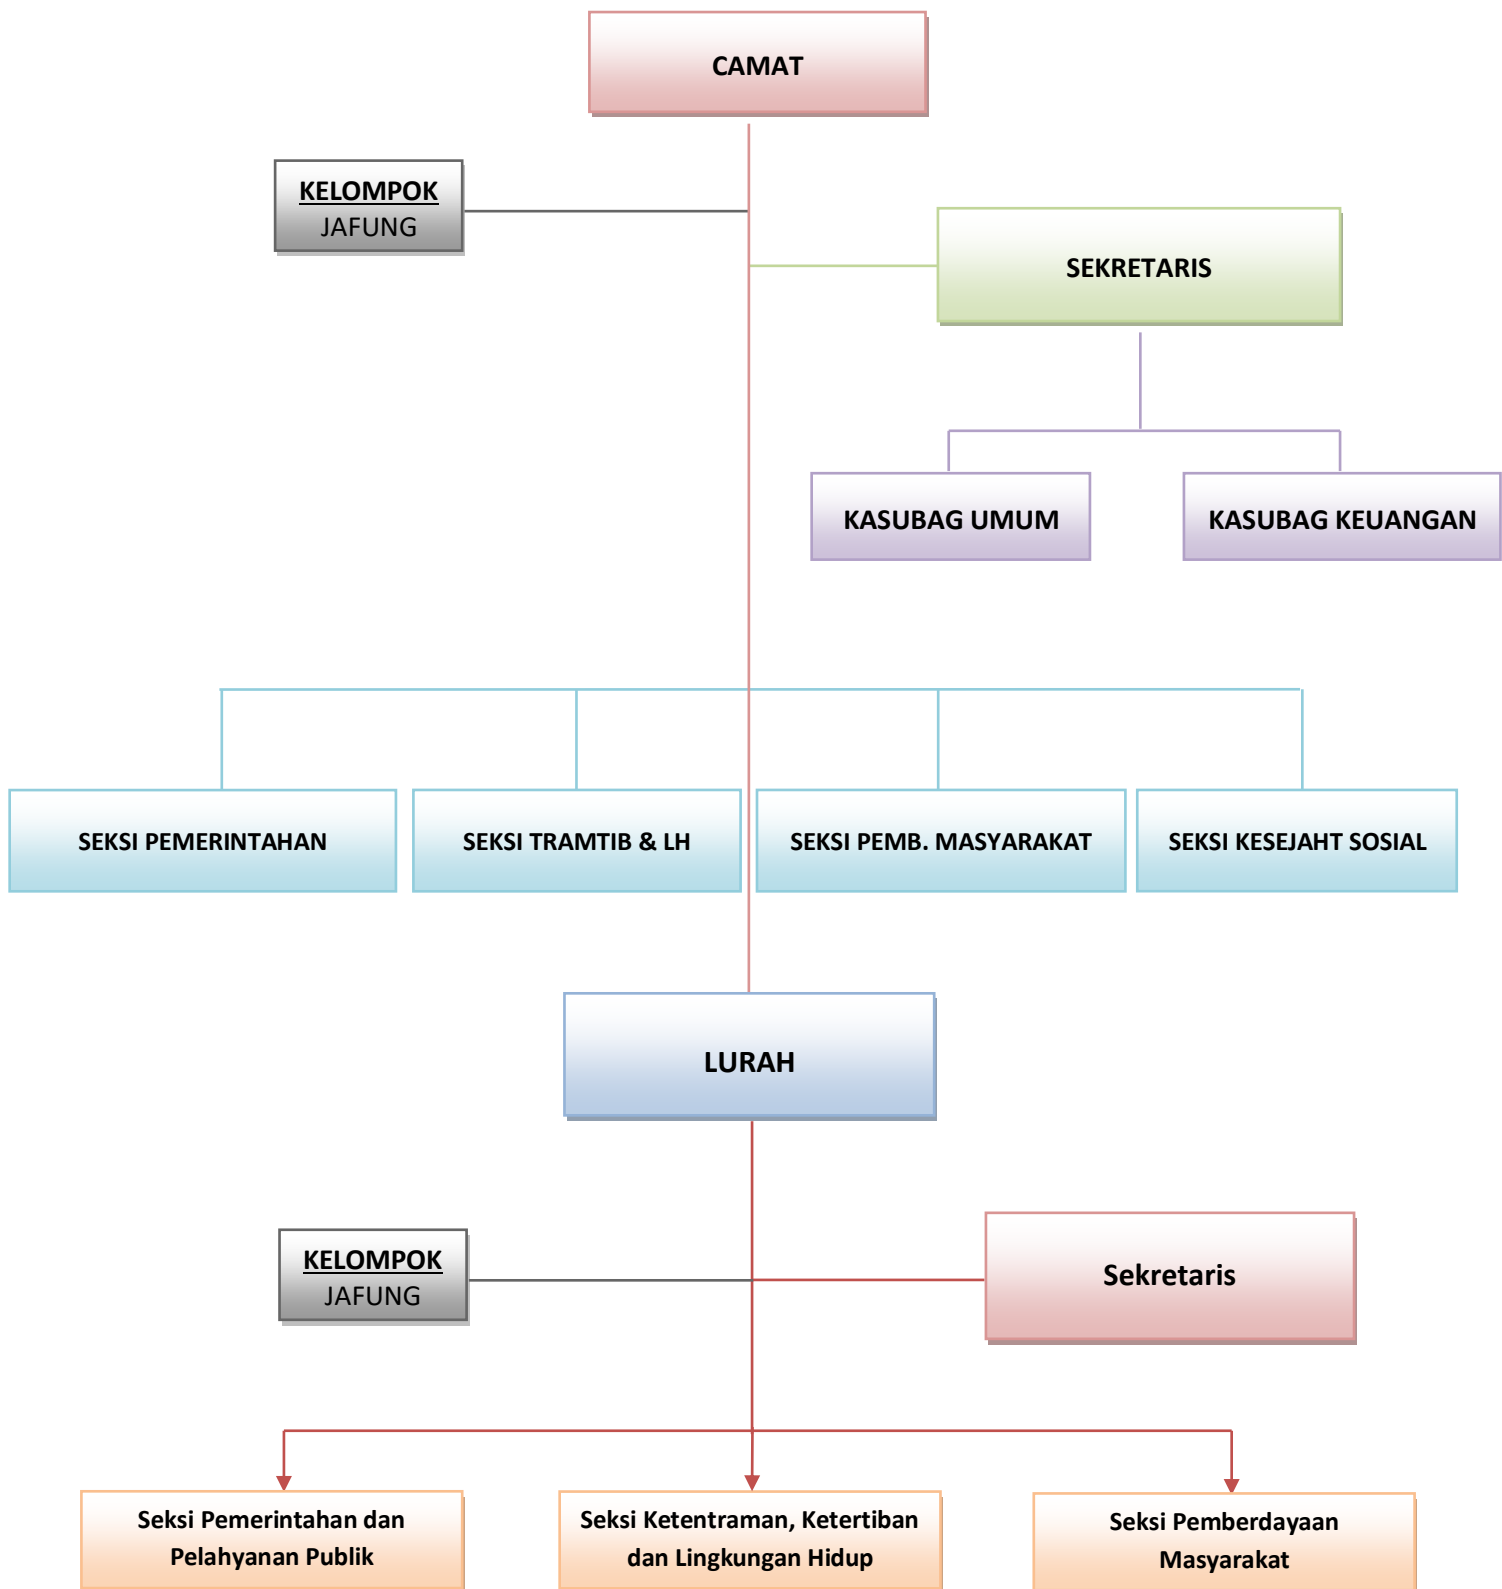 CAMAT
KELOMPOK
JAFUNG
SEKRETARIS
KASUBAG UMUM
KASUBAG KEUANGAN
SEKSI PEMERINTAHAN
SEKSI TRAMTIB & LH
SEKSI PEMB. MASYARAKAT
SEKSI KESEJAHT SOSIAL
LURAH
KELOMPOK
JAFUNG
Sekretaris
Seksi Pemerintahan dan
Pelahyanan Publik
Seksi Ketentraman, Ketertiban
dan Lingkungan Hidup
Seksi Pemberdayaan
Masyarakat